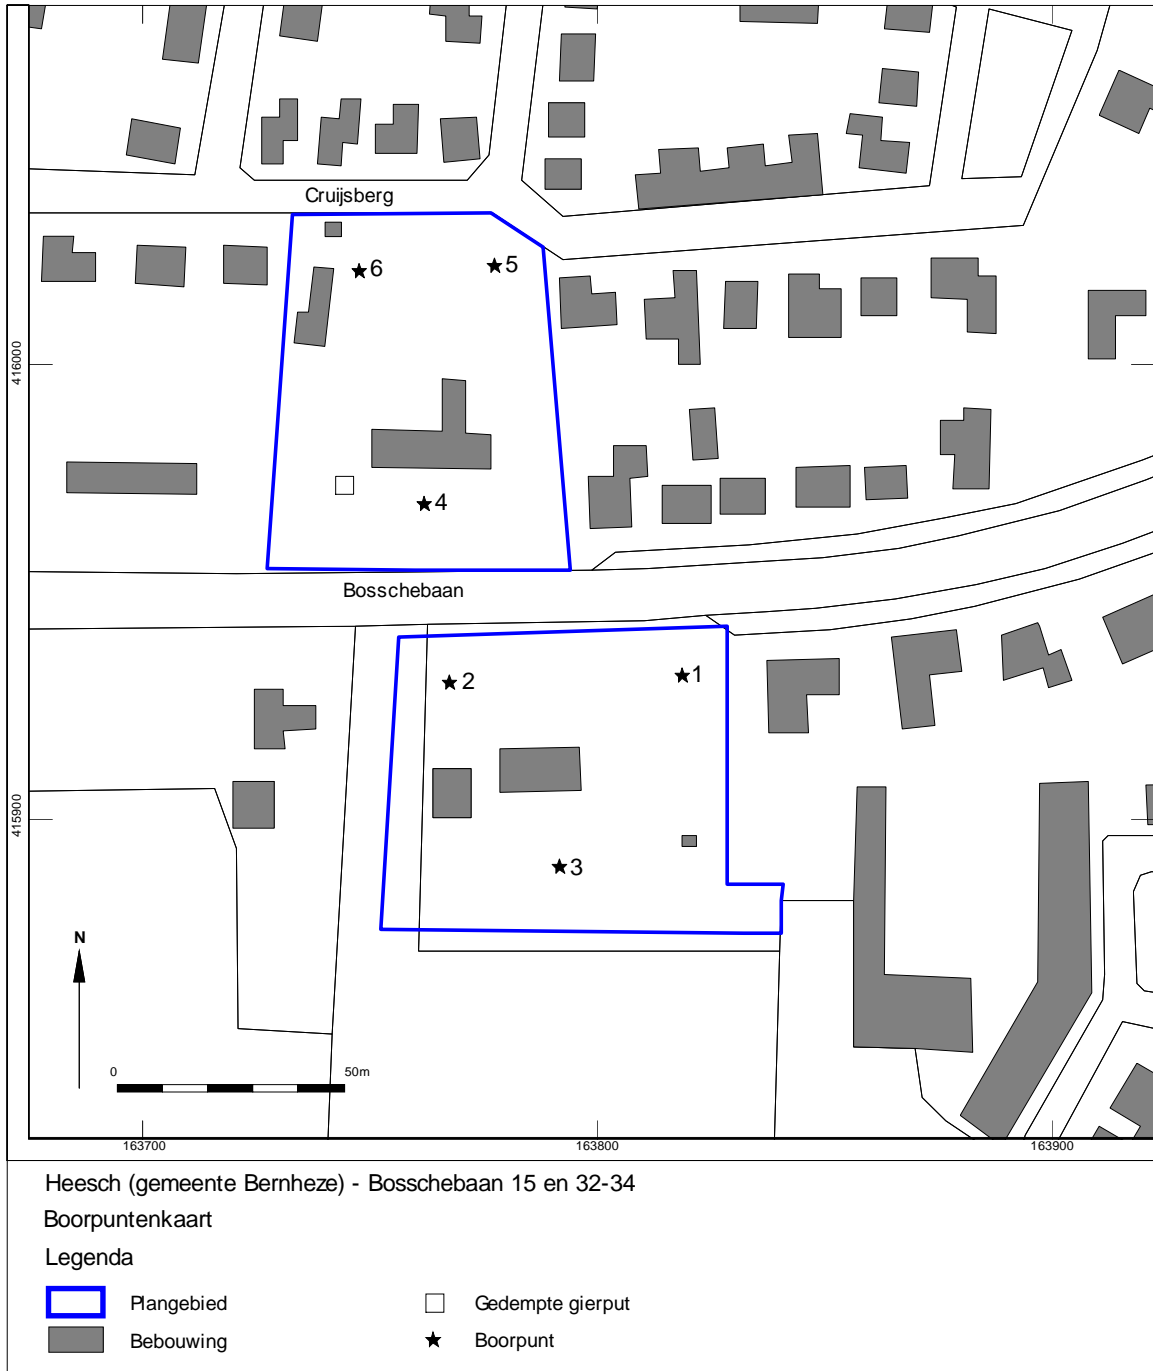 Cruijsberg
6
5
416000
4
Bosschebaan
2
1
415900
3
N
0
50m
163700
163800
163900
Heesch (gemeente Bernheze) - Bosschebaan 15 en 32-34
Boorpuntenkaart
Legenda
Plangebied
Gedempte gierput
Bebouwing
Boorpunt